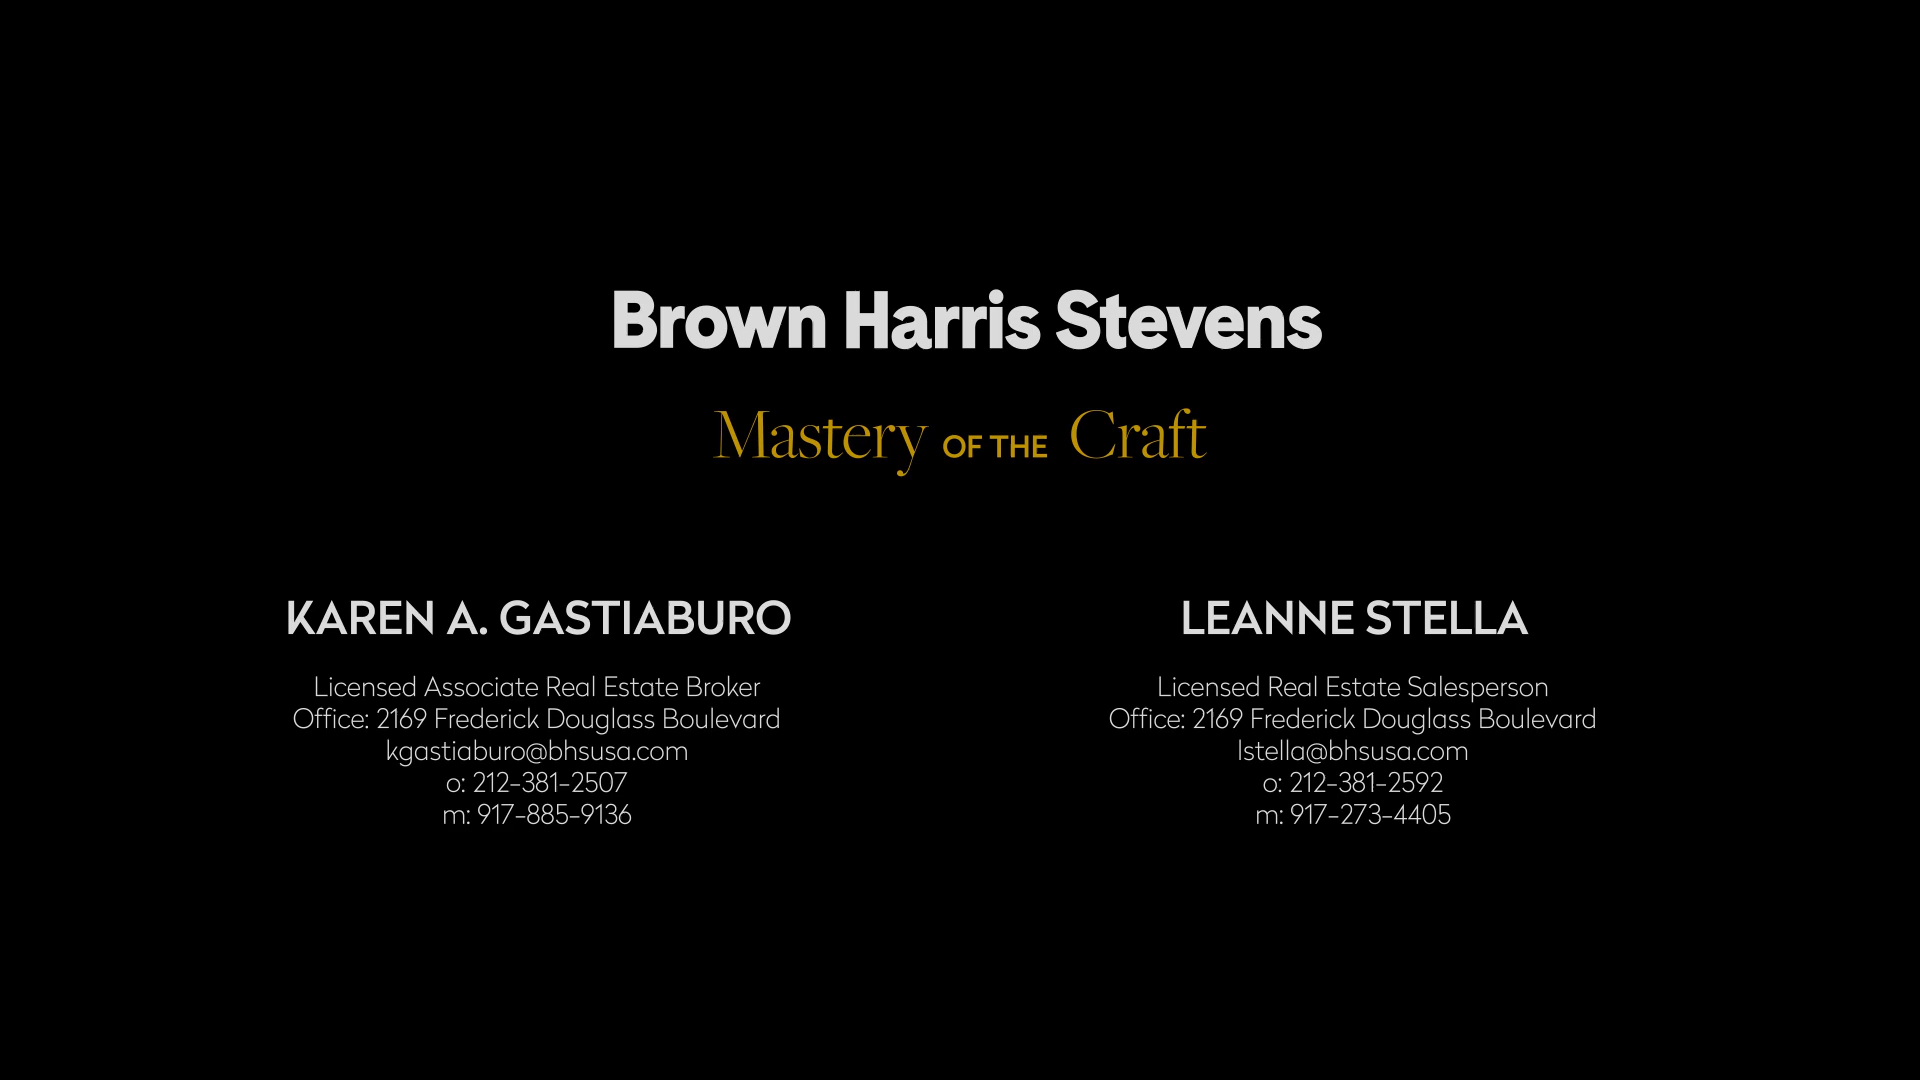 Brown Harris Stevens
Mastery OF THE Craft
KAREN A. GASTIABURO
Licensed Associate Real Estate Broker
Office: 2169 Frederick Douglass Boulevard
kgastiaburo@bhsusa.com
o: 212-381-2507
m: 917-885-9136
LEANNE STELLA
Licensed Real Estate Salesperson
Office: 2169 Frederick Douglass Boulevard
lstella@bhsusa.com
o: 212-381-2592
m: 917-273-4405